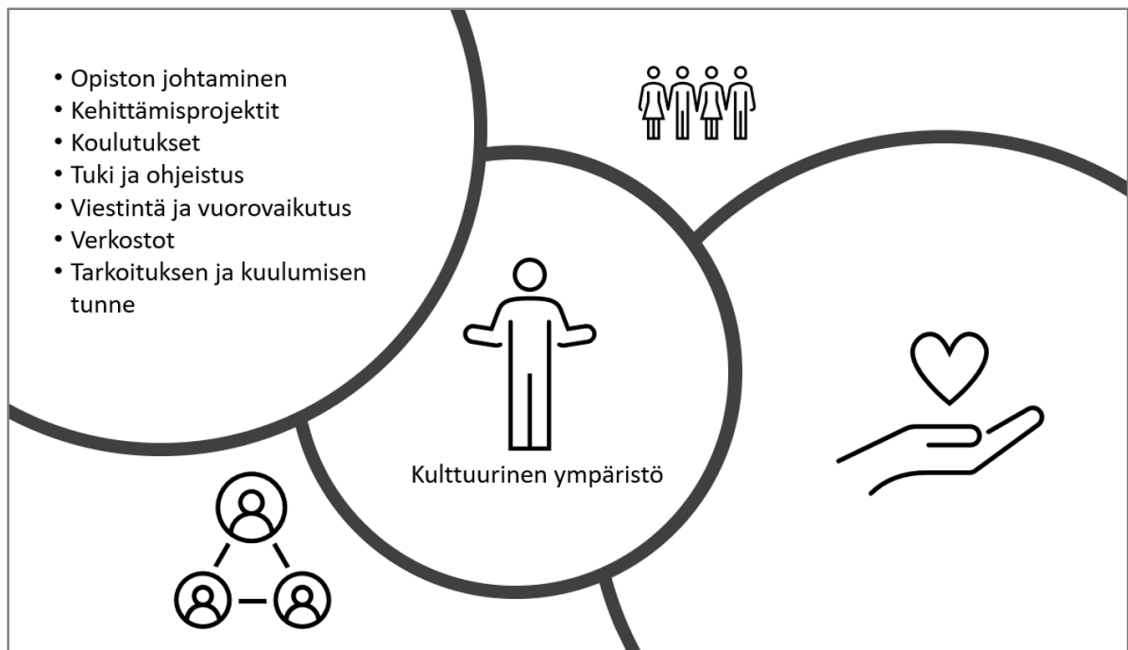 • Opiston johtaminen
• Kehittämisprojektit
• Koulutukset
• Tuki ja ohjeistus
• Viestintä ja vuorovaikutus
• Verkostot
• Tarkoituksen ja kuulumisen
tunne
Kulttuurinen ympäristö